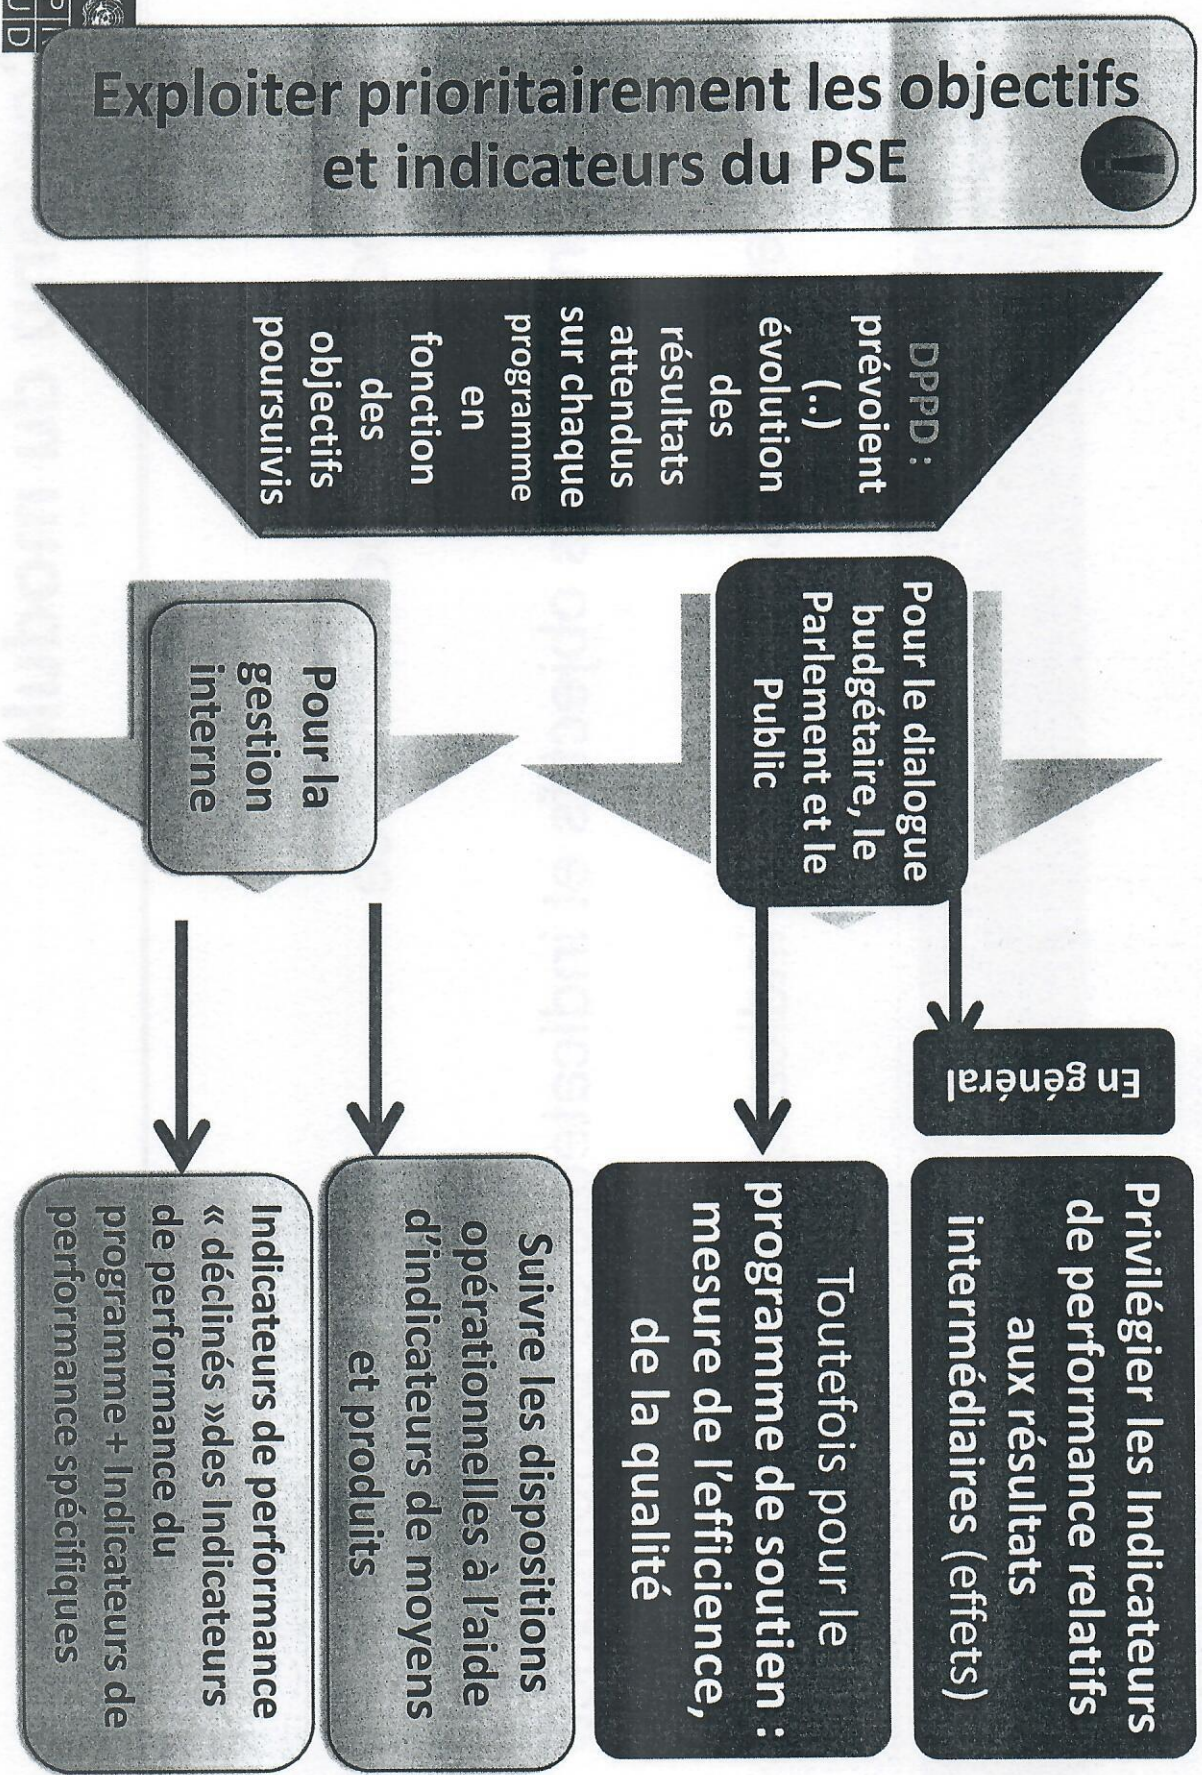 Exploiter prioritairement les objectifs
et indicateurs du PSE
!
DPPD :
prévoient
(..)
évolution
des
résultats
attendus
sur chaque
programme
en
fonction
des
objectifs
poursuivis
Pour le dialogue
budgétaire, le
Parlement et le
Public
En général
Privilégier les Indicateurs
de performance relatifs
aux résultats
intermédiaires (effets)
Toutefois pour le
programme de soutien :
mesure de l'efficience,
de la qualité
Pour la
gestion
interne
Suivre les dispositions
opérationnelles à l'aide
d'indicateurs de moyens
et produits
Indicateurs de performance
« déclinés »des Indicateurs
de performance du
programme + Indicateurs de
performance spécifiques
U D